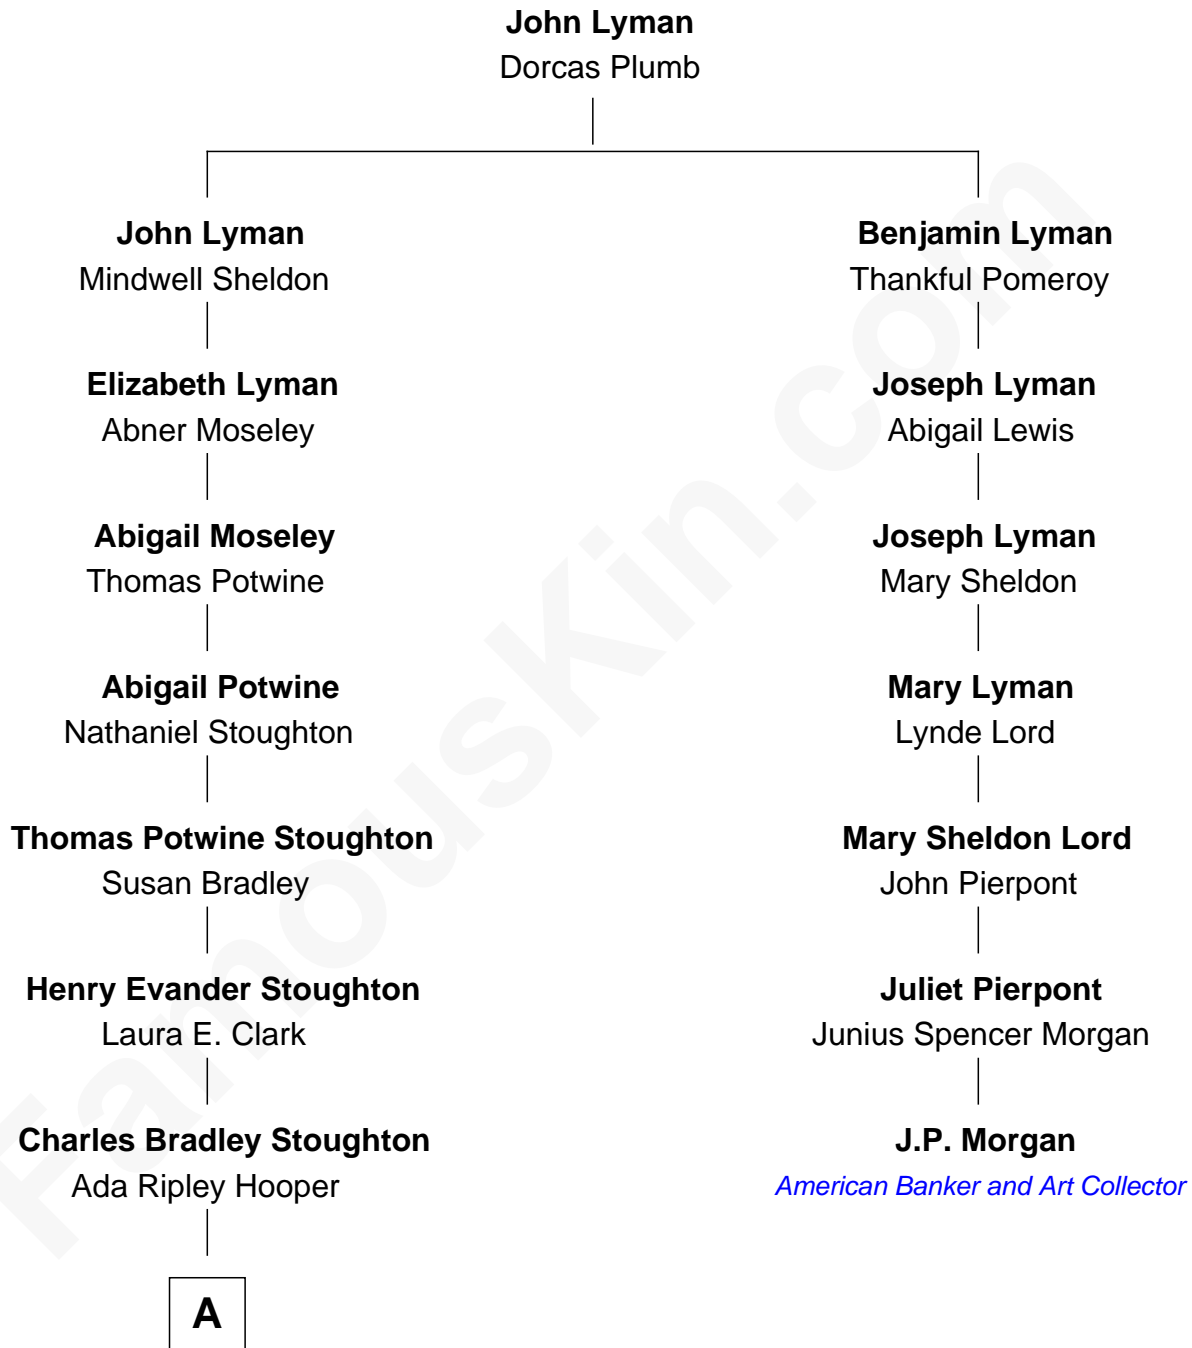 John Lyman
Dorcas Plumb
John Lyman
Mindwell Sheldon
Benjamin Lyman
Thankful Pomeroy
Elizabeth Lyman
Abner Moseley
Joseph Lyman
Abigail Lewis
Abigail Moseley
Thomas Potwine
Joseph Lyman
Mary Sheldon
Abigail Potwine
Nathaniel Stoughton
Mary Lyman
Lynde Lord
Thomas Potwine Stoughton
Susan Bradley
Mary Sheldon Lord
John Pierpont
Henry Evander Stoughton
Laura E. Clark
Juliet Pierpont
Junius Spencer Morgan
Charles Bradley Stoughton
Ada Ripley Hooper
J.P. Morgan
American Banker and Art Collector
A
FamousKin.com